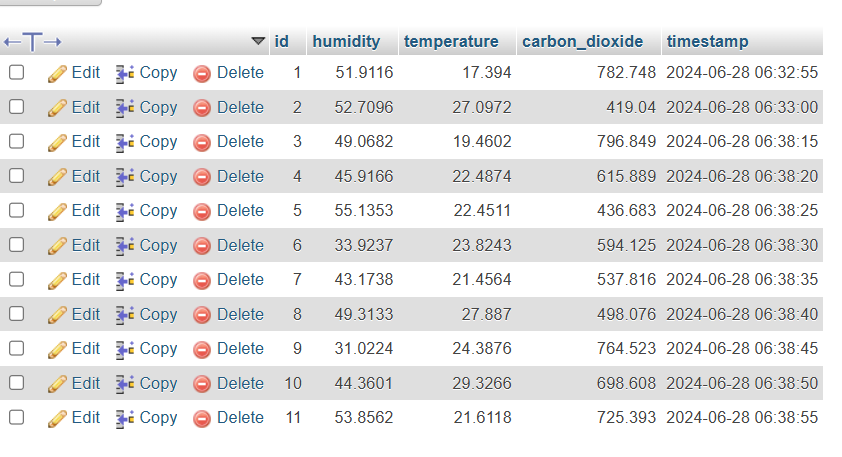 id humidity temperature carbon_dioxide timestamp
Edit Copy Delete 1 51.9116 17.394 782.748 2024-06-28 06:32:55
Edit Copy Delete 2 52.7096 27.0972 419.04 2024-06-28 06:33:00
Edit Copy Delete 3 49.0682 19.4602 796.849 2024-06-28 06:38:15
Edit Copy Delete 4 45.9166 22.4874 615.889 2024-06-28 06:38:20
Edit Copy Delete 5 55.1353 22.4511 436.683 2024-06-28 06:38:25
Edit Copy Delete 6 33.9237 23.8243 594.125 2024-06-28 06:38:30
Edit Copy Delete 7 43.1738 21.4564 537.816 2024-06-28 06:38:35
Edit Copy Delete 8 49.3133 27.887 498.076 2024-06-28 06:38:40
Edit Copy Delete 9 31.0224 24.3876 764.523 2024-06-28 06:38:45
Edit Copy Delete 10 44.3601 29.3266 698.608 2024-06-28 06:38:50
Edit Copy Delete 11 53.8562 21.6118 725.393 2024-06-28 06:38:55